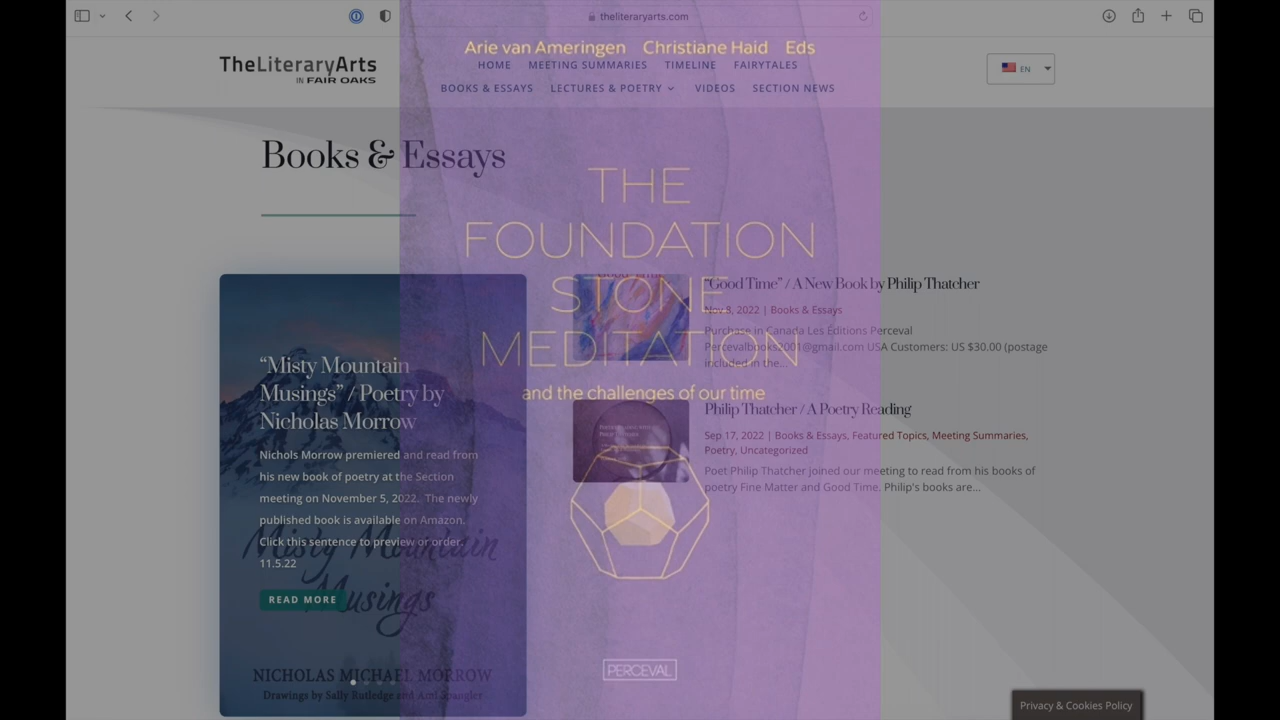 theliteraryarts.com
TheLiteraryArts
IN FAIR OAKS
HOME MEETING SUMMARIES TIMELINE FAIRYTALES
BOOKS & ESSAYS LECTURES & POETRY VIDEOS SECTION NEWS
EN
Arie van Ameringen Christiane Haid Eds
THE
FOUNDATION
STONE
MEDITATION
and the challenges of our time
PERCEVAL
Books & Essays
“Misty Mountain
Musings” / Poetry by
Nicholas Morrow
Nichols Morrow premiered and read from
his new book of poetry at the Section
meeting on November 5, 2022. The newly
published book is available on Amazon.
Click this sentence to preview or order.
11.5.22
READ MORE
Misty Mountain
Musings
NICHOLAS MICHAEL MORROW
Drawings by Sally Rutledge and Ami Spangler
“Good Time” / A New Book by Philip Thatcher
Nov 8, 2022 | Books & Essays
Purchase in Canada Les Éditions Perceval
Percevalbooks2001@gmail.com USA Customers: US $30.00 (postage
included in the...
Philip Thatcher / A Poetry Reading
Sep 17, 2022 | Books & Essays, Featured Topics, Meeting Summaries,
Poetry, Uncategorized
Poet Philip Thatcher joined our meeting to read from his books of
poetry Fine Matter and Good Time. Philip's books are...
Privacy & Cookies Policy